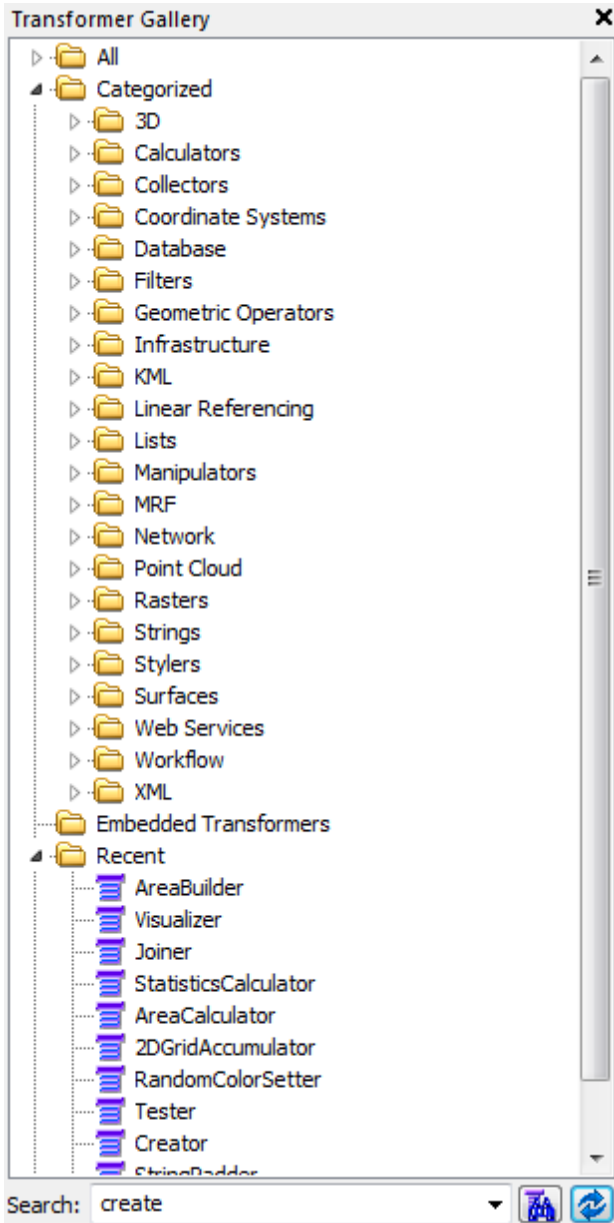 Transformer Gallery
All
Categorized
3D
Calculators
Collectors
Coordinate Systems
Database
Filters
Geometric Operators
Infrastructure
KML
Linear Referencing
Lists
Manipulators
MRF
Network
Point Cloud
Rasters
Strings
Stylers
Surfaces
Web Services
Workflow
XML
Embedded Transformers
Recent
AreaBuilder
Visualizer
Joiner
StatisticsCalculator
AreaCalculator
2DGridAccumulator
RandomColorSetter
Tester
Creator
StringPadder
Search: create